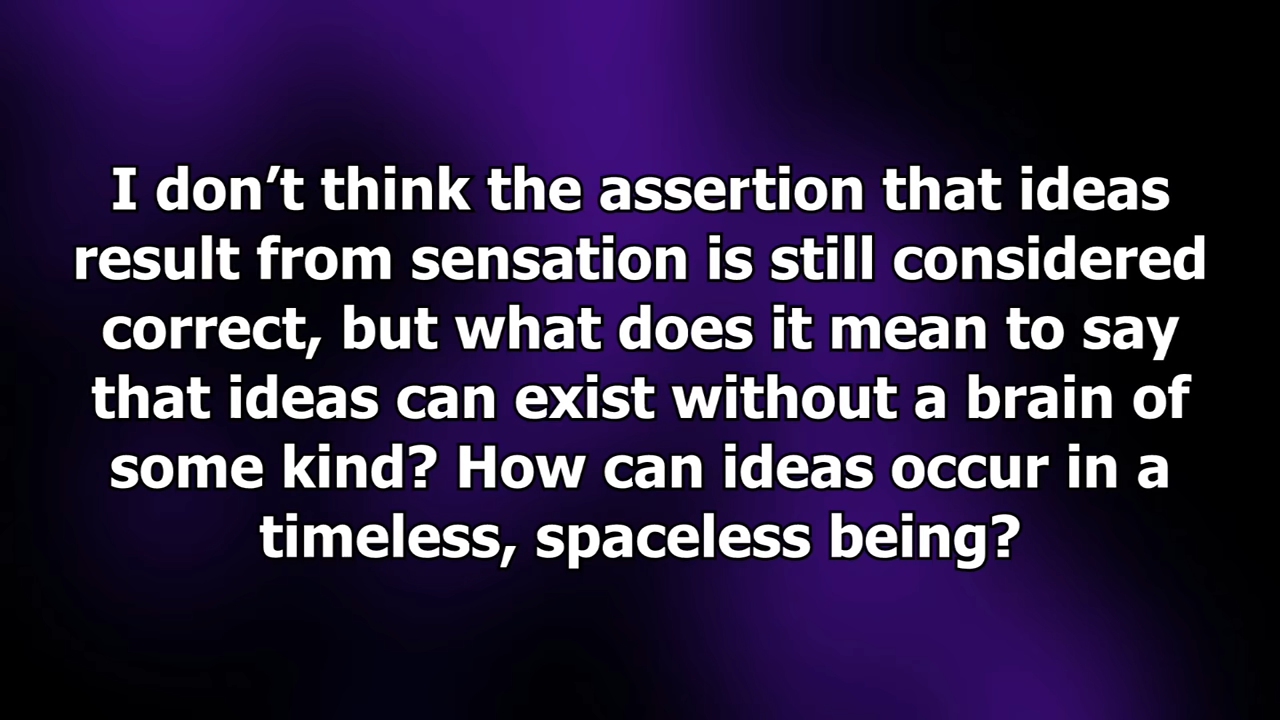 I don’t think the assertion that ideas
result from sensation is still considered
correct, but what does it mean to say
that ideas can exist without a brain of
some kind? How can ideas occur in a
timeless, spaceless being?